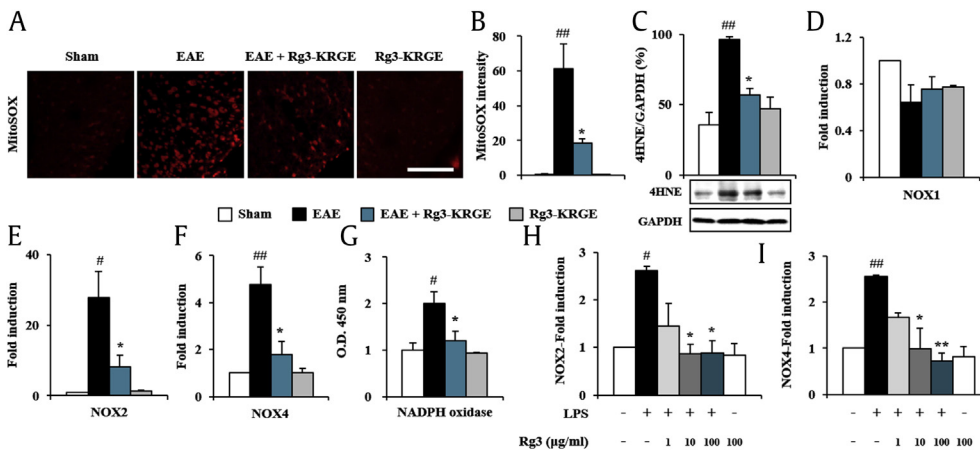 A
Sham EAE EAE + Rg3-KRGE Rg3-KRGE
MitoSOX
B
MitoSOX intensity
80
60
40
20
0
##
*
C
4HNE/GAPDH (%)
100
50
0
##
*
4HNE
GAPDH
D
Fold induction
1.2
0.8
0.4
0
NOX1
Sham EAE EAE + Rg3-KRGE Rg3-KRGE
E
Fold induction
40
20
0
#
*
NOX2
F
Fold induction
6
4
2
0
##
*
NOX4
G
O.D. 450 nm
3
2
1
0
#
*
NADPH oxidase
H
NOX2-Fold induction
3
2
1
0
#
*
*
LPS - + + + + -
Rg3 (μg/ml) - - 1 10 100 100
I
NOX4-Fold induction
3
2
1
0
##
*
**
- + + + + -
- - 1 10 100 100